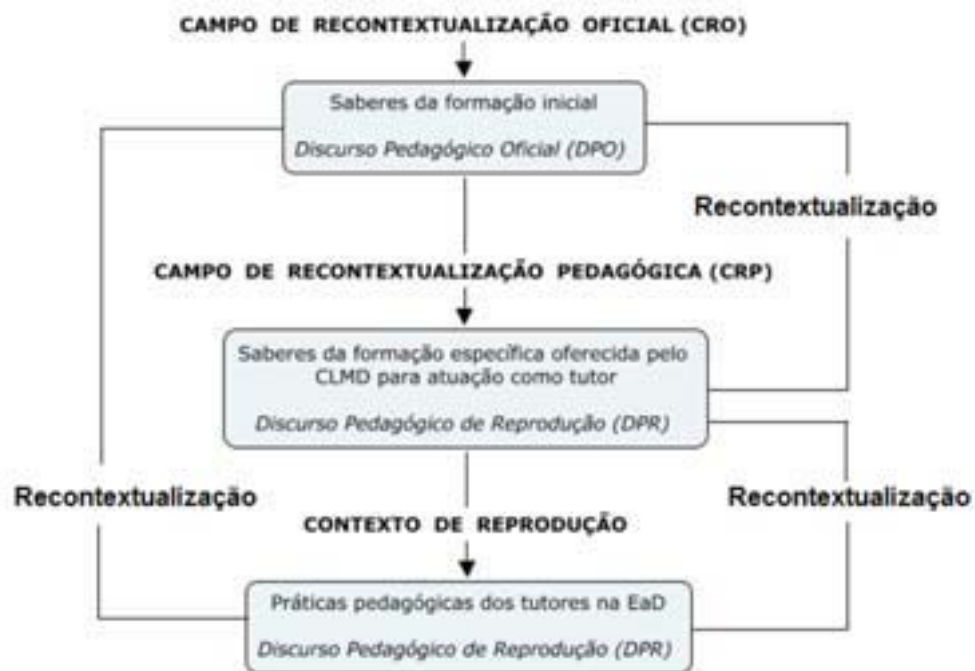 CAMPO DE RECONTEXTUALIZAÇÃO OFICIAL (CRO)
Saberes da formação inicial
Discurso Pedagógico Oficial (DPO)
Recontextualização
CAMPO DE RECONTEXTUALIZAÇÃO PEDAGÓGICA (CRP)
Saberes da formação específica oferecida pelo
CLMD para atuação como tutor
Discurso Pedagógico de Reprodução (DPR)
Recontextualização
Recontextualização
CONTEXTO DE REPRODUÇÃO
Práticas pedagógicas dos tutores na EaD
Discurso Pedagógico de Reprodução (DPR)